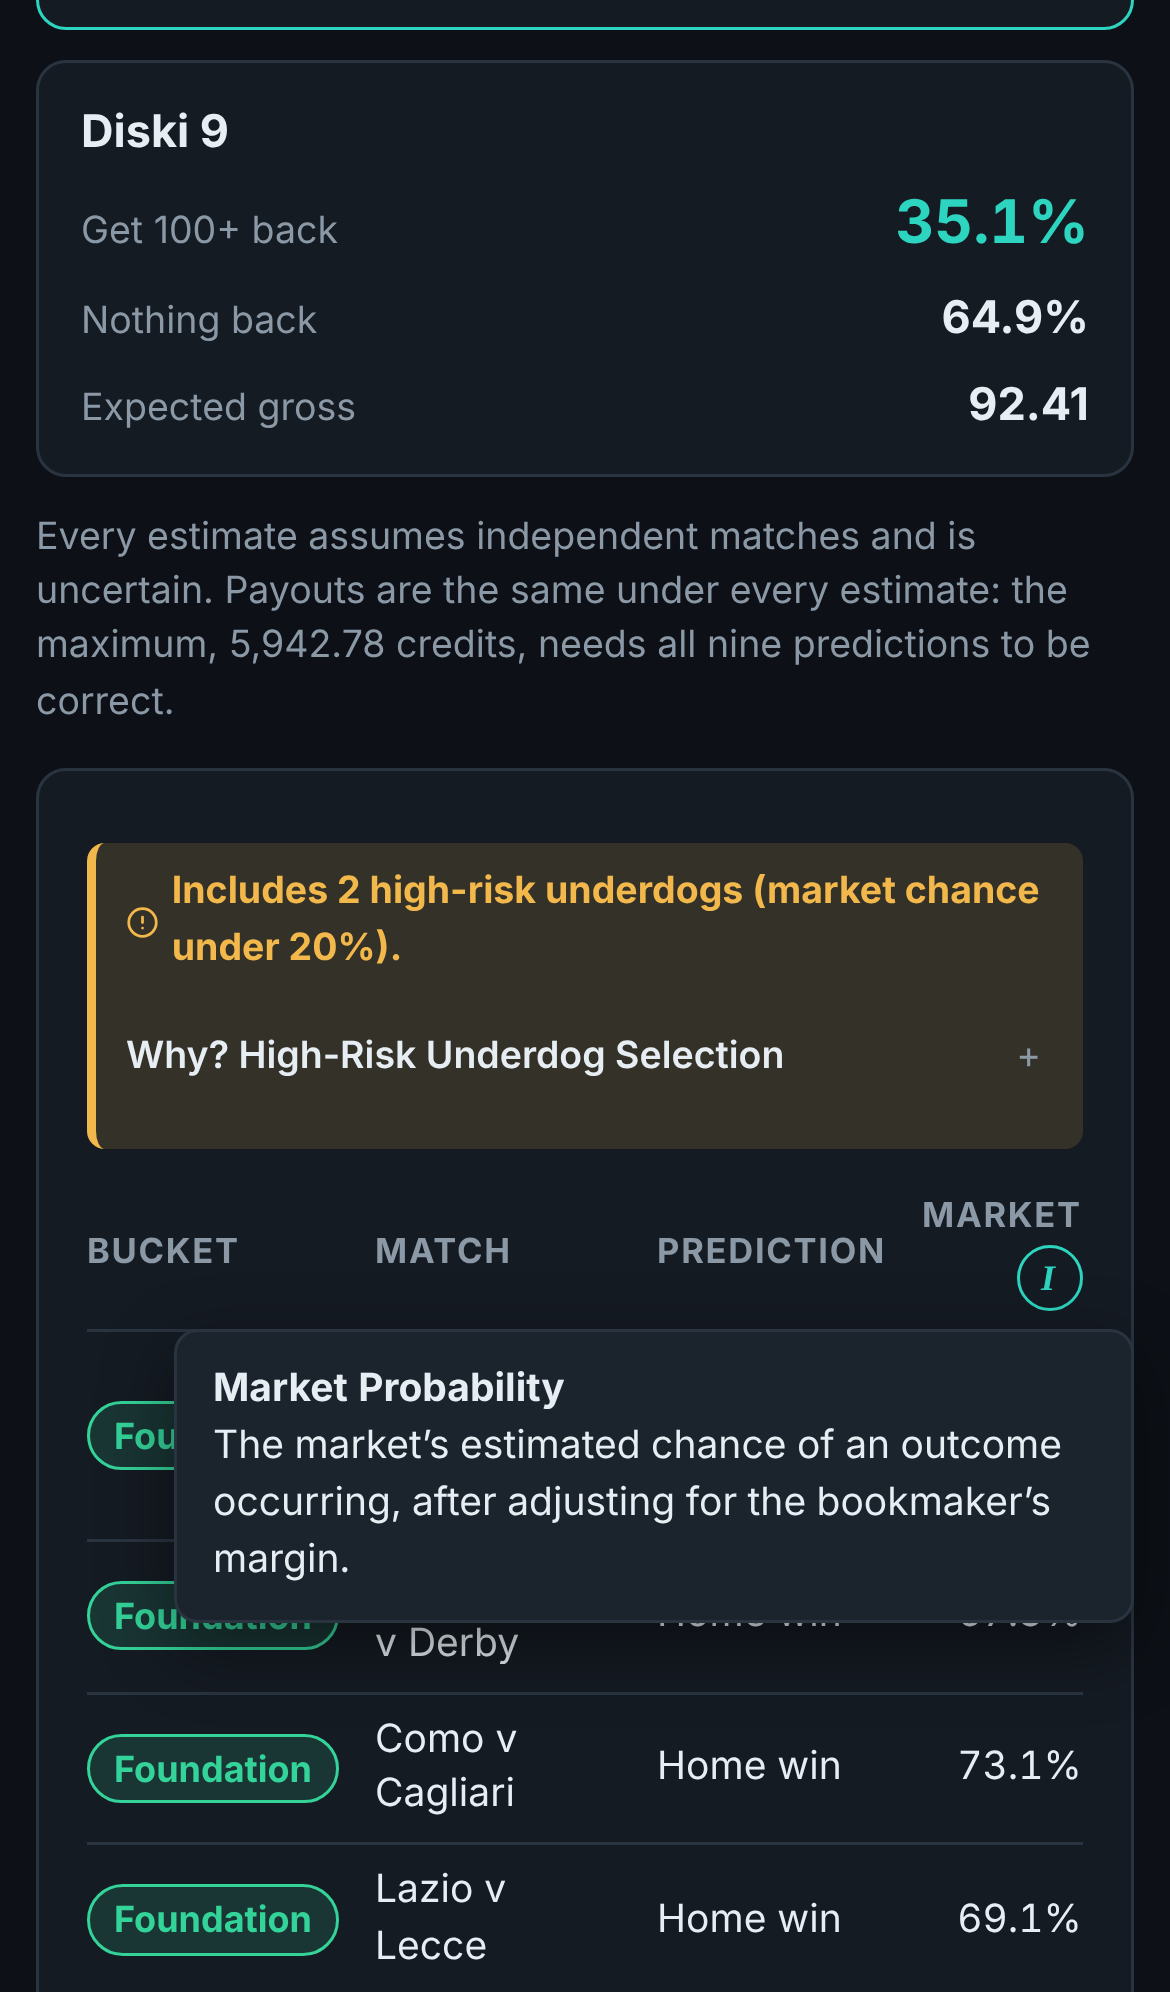 Diski 9
Get 100+ back 35.1%
Nothing back 64.9%
Expected gross 92.41
Every estimate assumes independent matches and is
uncertain. Payouts are the same under every estimate: the
maximum, 5,942.78 credits, needs all nine predictions to be
correct.
Includes 2 high-risk underdogs (market chance
under 20%).
Why? High-Risk Underdog Selection +
BUCKET MATCH PREDICTION MARKET
I
Market Probability
The market’s estimated chance of an outcome
occurring, after adjusting for the bookmaker’s
margin.
Fou
Foundation Home win
v Derby
Foundation Como v Home win 73.1%
Cagliari
Foundation Lazio v Home win 69.1%
Lecce